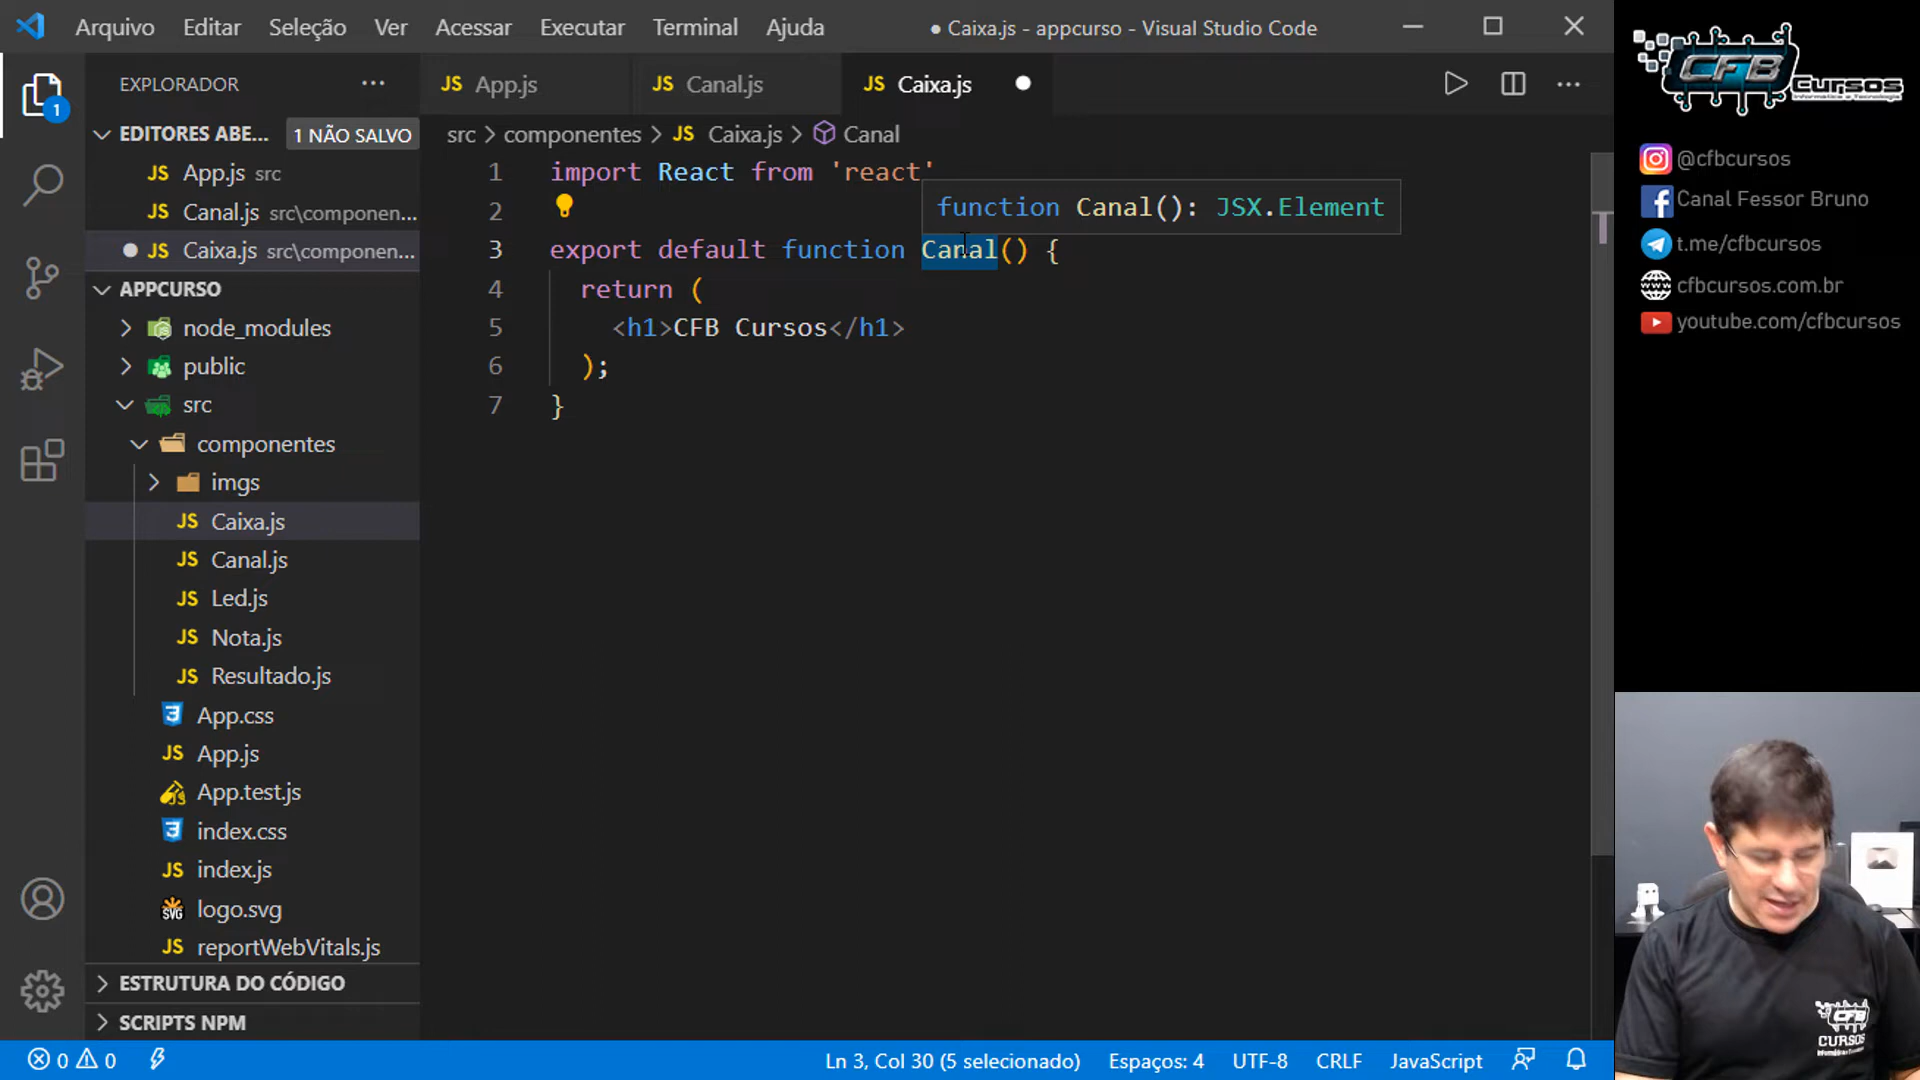 Arquivo Editar Seleção Ver Acessar Executar Terminal Ajuda
● Caixa.js - appcurso - Visual Studio Code
EXPLORADOR
EDITORES ABE... 1 NÃO SALVO
JS App.js src
JS Canal.js src\componen...
● JS Caixa.js src\componen...
APPCURSO
node_modules
public
src
componentes
imgs
JS Caixa.js
JS Canal.js
JS Led.js
JS Nota.js
JS Resultado.js
App.css
JS App.js
App.test.js
index.css
JS index.js
SVG logo.svg
JS reportWebVitals.js
ESTRUTURA DO CÓDIGO
SCRIPTS NPM
1
JS App.js
JS Canal.js
JS Caixa.js ●
src > componentes > JS Caixa.js > Canal
1 import React from 'react'
2
function Canal(): JSX.Element
3 export default function Canal() {
4 return (
5 <h1>CFB Cursos</h1>
6 );
7 }
0 0
Ln 3, Col 30 (5 selecionado) Espaços: 4 UTF-8 CRLF JavaScript
CFB Cursos
@cfbcursos
Canal Fessor Bruno
t.me/cfbcursos
cfbcursos.com.br
youtube.com/cfbcursos
CFB
CURSOS